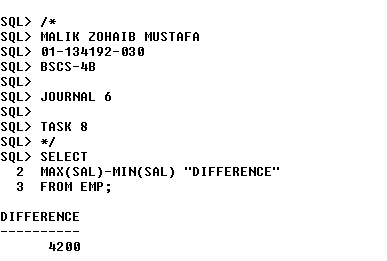 SQL> /*
SQL> MALIK ZOHAIB MUSTAFA
SQL> 01-134192-030
SQL> BSCS-4B
SQL>
SQL> JOURNAL 6
SQL>
SQL> TASK 8
SQL> */
SQL> SELECT
  2  MAX(SAL)-MIN(SAL) "DIFFERENCE"
  3  FROM EMP;

DIFFERENCE
----------
      4200